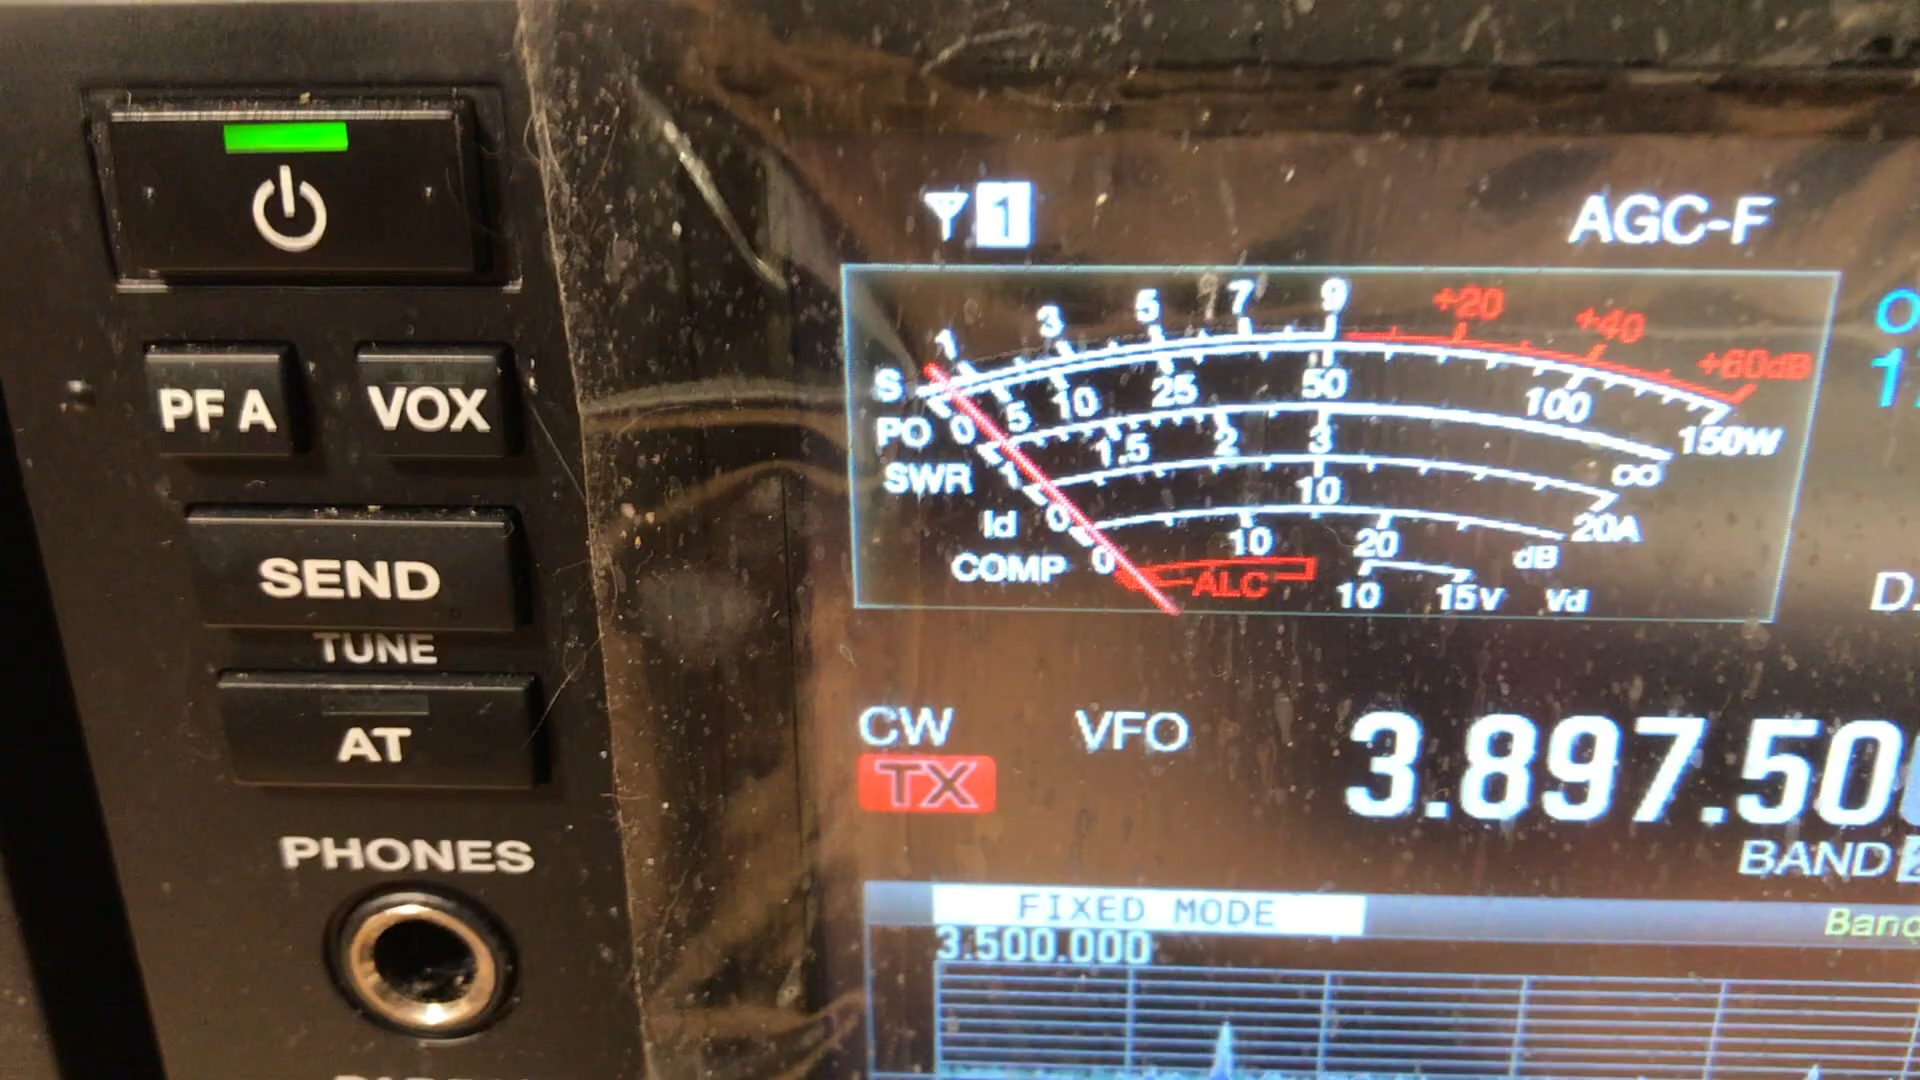 1 AGC-F
1 3 5 7 9 +20 +40 +60dB
S
5 10 25 50 100 150W
PO 0
1.5 2 3 ∞
SWR 1
10 20A
Id 0
10 20 dB
COMP 0
ALC 10 15V Vd
PF A VOX
SEND
TUNE
AT
PHONES
CW VFO 3.897.50
TX
BAND
FIXED MODE
3.500.000